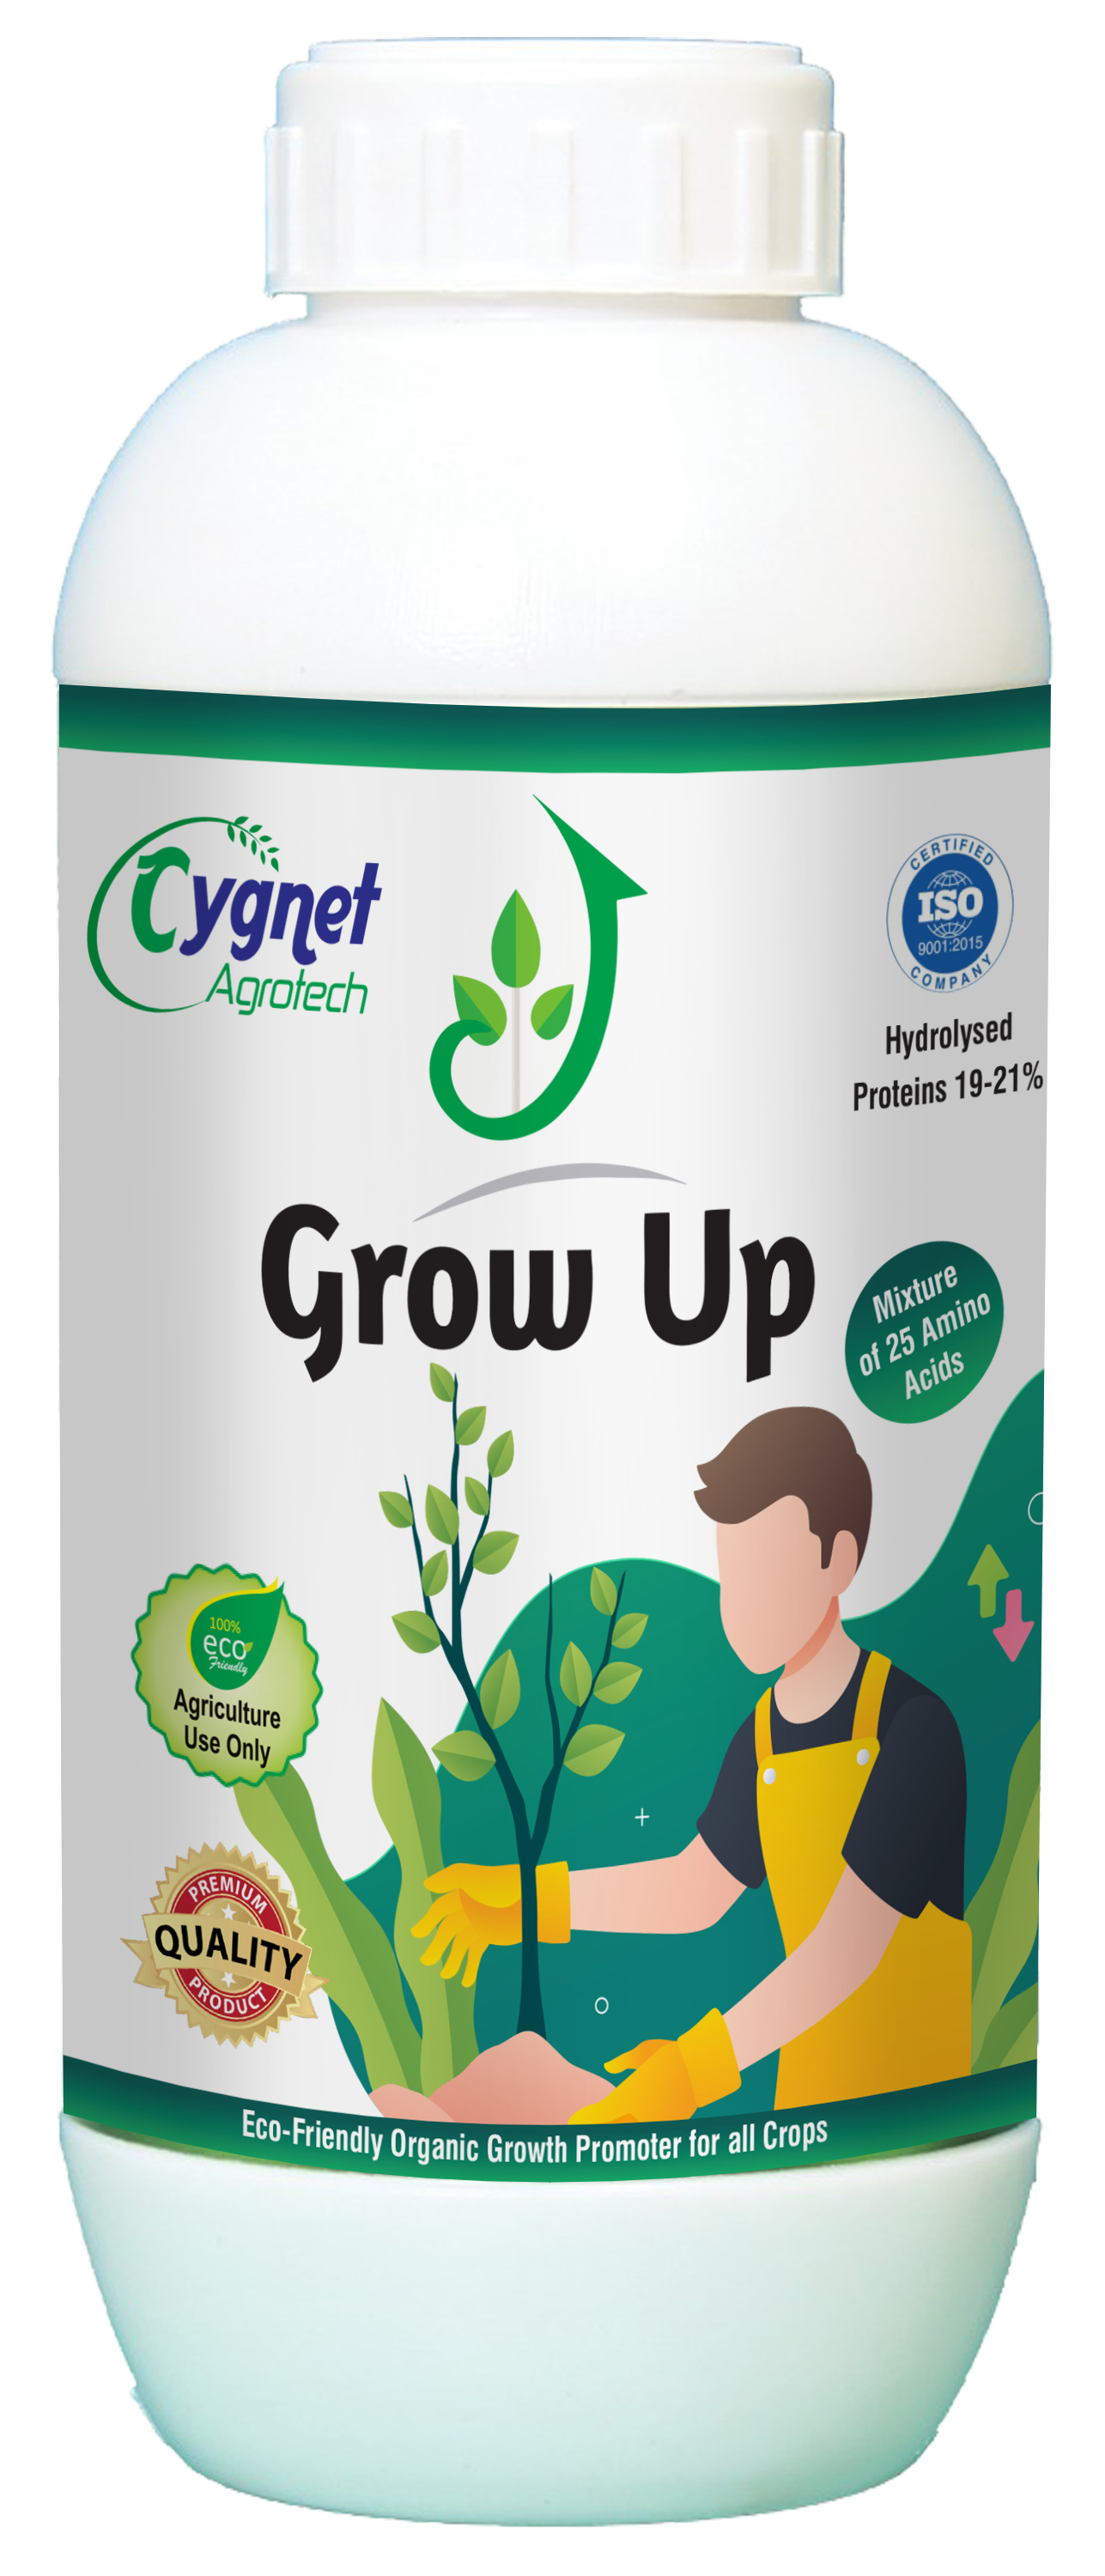 Cygnet
Agrotech
CERTIFIED
ISO
9001:2015
COMPANY
Hydrolysed
Proteins 19-21%
Grow Up
Mixture
of 25 Amino
Acids
100%
eco
Friendly
Agriculture
Use Only
PREMIUM
QUALITY
PRODUCT
Eco-Friendly Organic Growth Promoter for all Crops